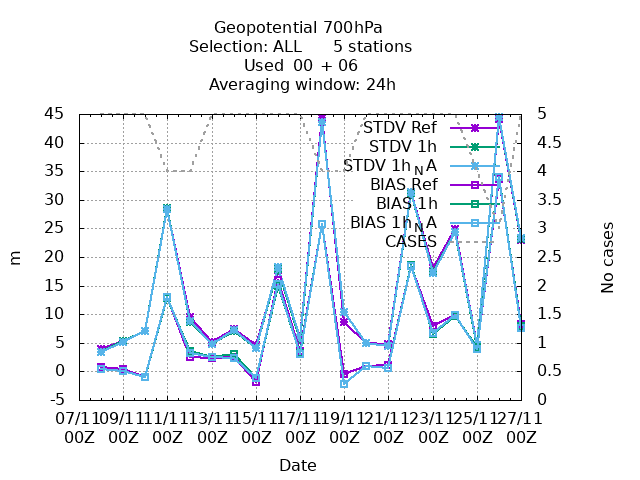 Geopotential 700hPa
Selection: ALL 5 stations
Used 00 + 06
Averaging window: 24h
45
40
35
30
25
20
15
10
5
0
-5
m
STDV Ref
STDV 1h
STDV 1h_NA
BIAS Ref
BIAS 1h
BIAS 1h_NA
CASES
5
4.5
4
3.5
3
2.5
2
1.5
1
0.5
0
No cases
07/11 09/11 11/11 13/11 15/11 17/11 19/11 21/11 23/11 25/11 27/11
00Z 00Z 00Z 00Z 00Z 00Z 00Z 00Z 00Z 00Z 00Z
Date